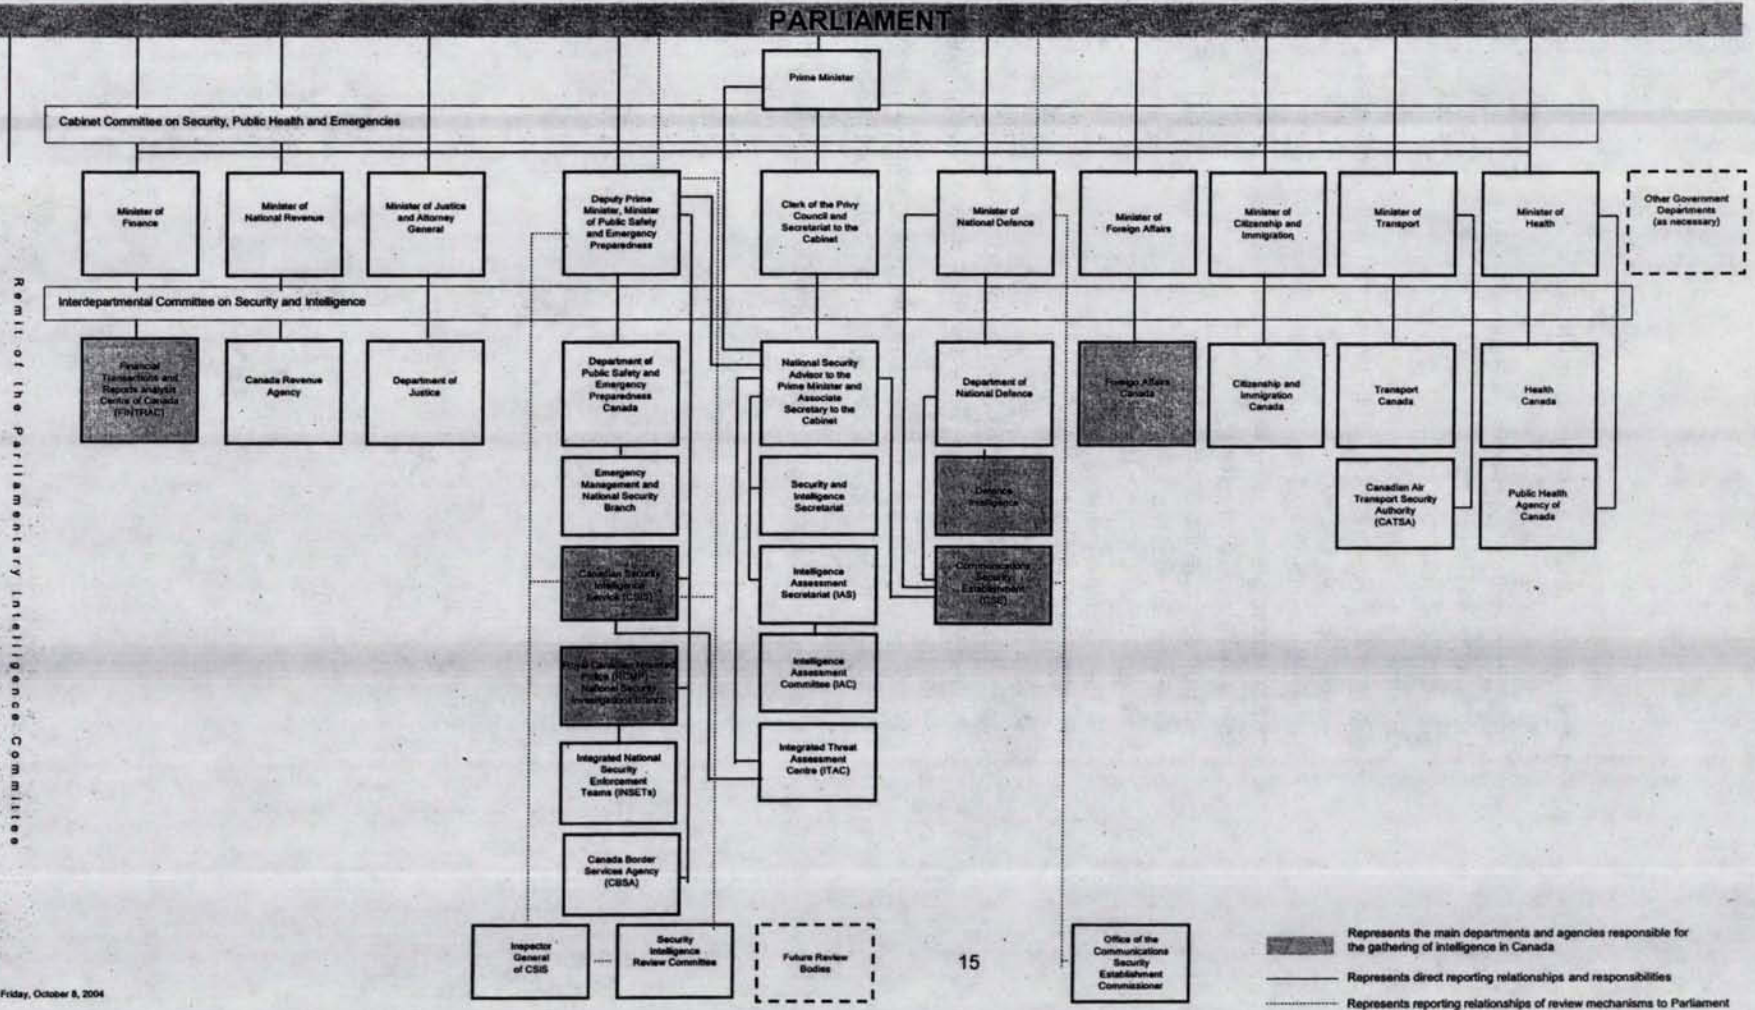 PARLIAMENT
Prime Minister
Cabinet Committee on Security, Public Health and Emergencies
Minister of
Finance
Minister of
National Revenue
Minister of Justice
and Attorney
General
Deputy Prime
Minister, Minister
of Public Safety
and Emergency
Preparedness
Clerk of the Privy
Council and
Secretariat to the
Cabinet
Minister of
National Defence
Minister of
Foreign Affairs
Minister of
Citizenship and
Immigration
Minister of
Transport
Minister of
Health
Other Government
Departments
(as necessary)
Interdepartmental Committee on Security and Intelligence
Financial
Transactions and
Reports analysis
Centre of Canada
(FINTRAC)
Canada Revenue
Agency
Department of
Justice
Department of
Public Safety and
Emergency
Preparedness
Canada
National Security
Advisor to the
Prime Minister and
Associate
Secretary to the
Cabinet
Department of
National Defence
Foreign Affairs
Canada
Citizenship and
Immigration
Canada
Transport
Canada
Health
Canada
Emergency
Management and
National Security
Branch
Security and
Intelligence
Secretariat
Defence
Intelligence
Canadian Air
Transport Security
Authority
(CATSA)
Public Health
Agency of
Canada
Canadian Security
Intelligence
Service (CSIS)
Intelligence
Assessment
Secretariat (IAS)
Communications
Security
Establishment
(CSE)
Royal Canadian Mounted
Police (RCMP)
National Security
Investigations Branch
Intelligence
Assessment
Committee (IAC)
Integrated National
Security
Enforcement
Teams (INSETs)
Integrated Threat
Assessment
Centre (ITAC)
Canada Border
Services Agency
(CBSA)
Inspector
General
of CSIS
Security
Intelligence
Review Committee
Future Review
Bodies
15
Office of the
Communications
Security
Establishment
Commissioner
Represents the main departments and agencies responsible for
the gathering of intelligence in Canada
Represents direct reporting relationships and responsibilities
Represents reporting relationships of review mechanisms to Parliament
Remit of the Parliamentary Intelligence Committee
Friday, October 8, 2004